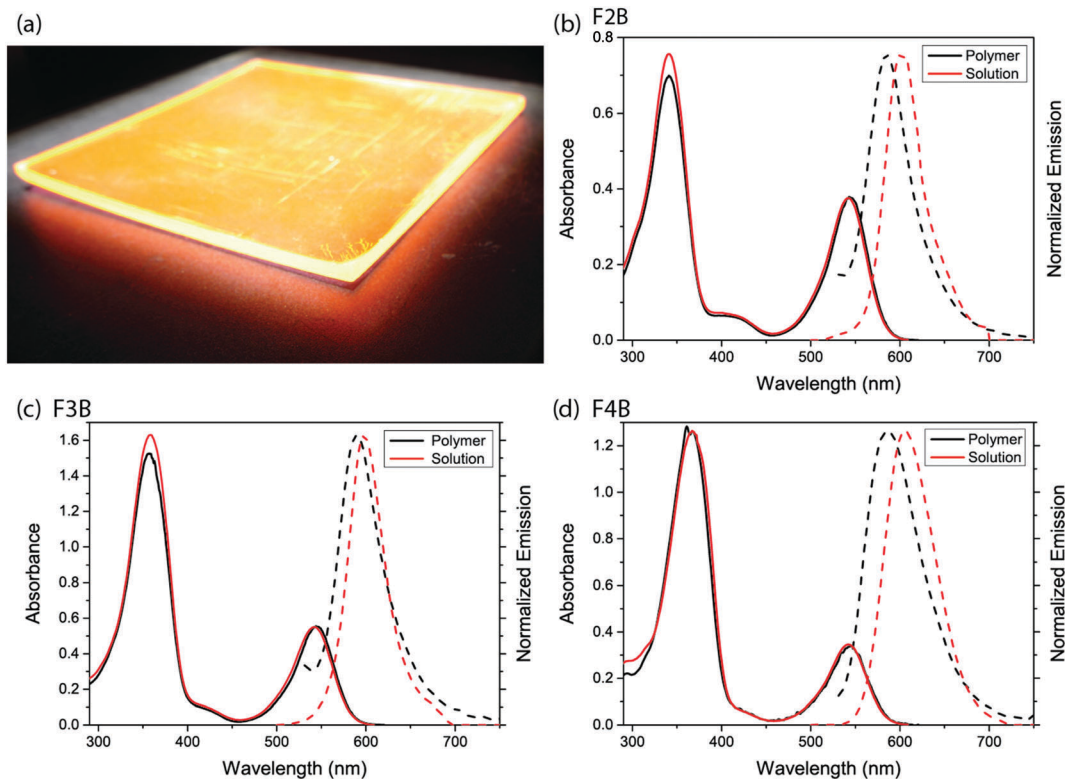 (a)
(b) F2B
0.8
0.6
0.4
0.2
0.0
Absorbance
Normalized Emission
Polymer
Solution
300 400 500 600 700
Wavelength (nm)
(c) F3B
1.6
1.4
1.2
1.0
0.8
0.6
0.4
0.2
0.0
Absorbance
Normalized Emission
Polymer
Solution
300 400 500 600 700
Wavelength (nm)
(d) F4B
1.2
1.0
0.8
0.6
0.4
0.2
0.0
Absorbance
Normalized Emission
Polymer
Solution
300 400 500 600 700
Wavelength (nm)